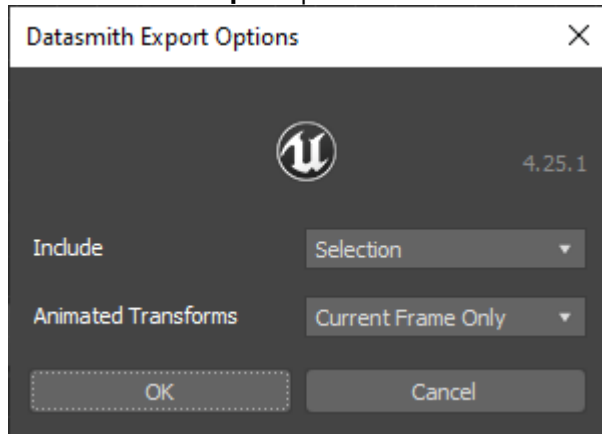 Datasmith Export Options
4.25.1
Include Selection
Animated Transforms Current Frame Only
OK Cancel